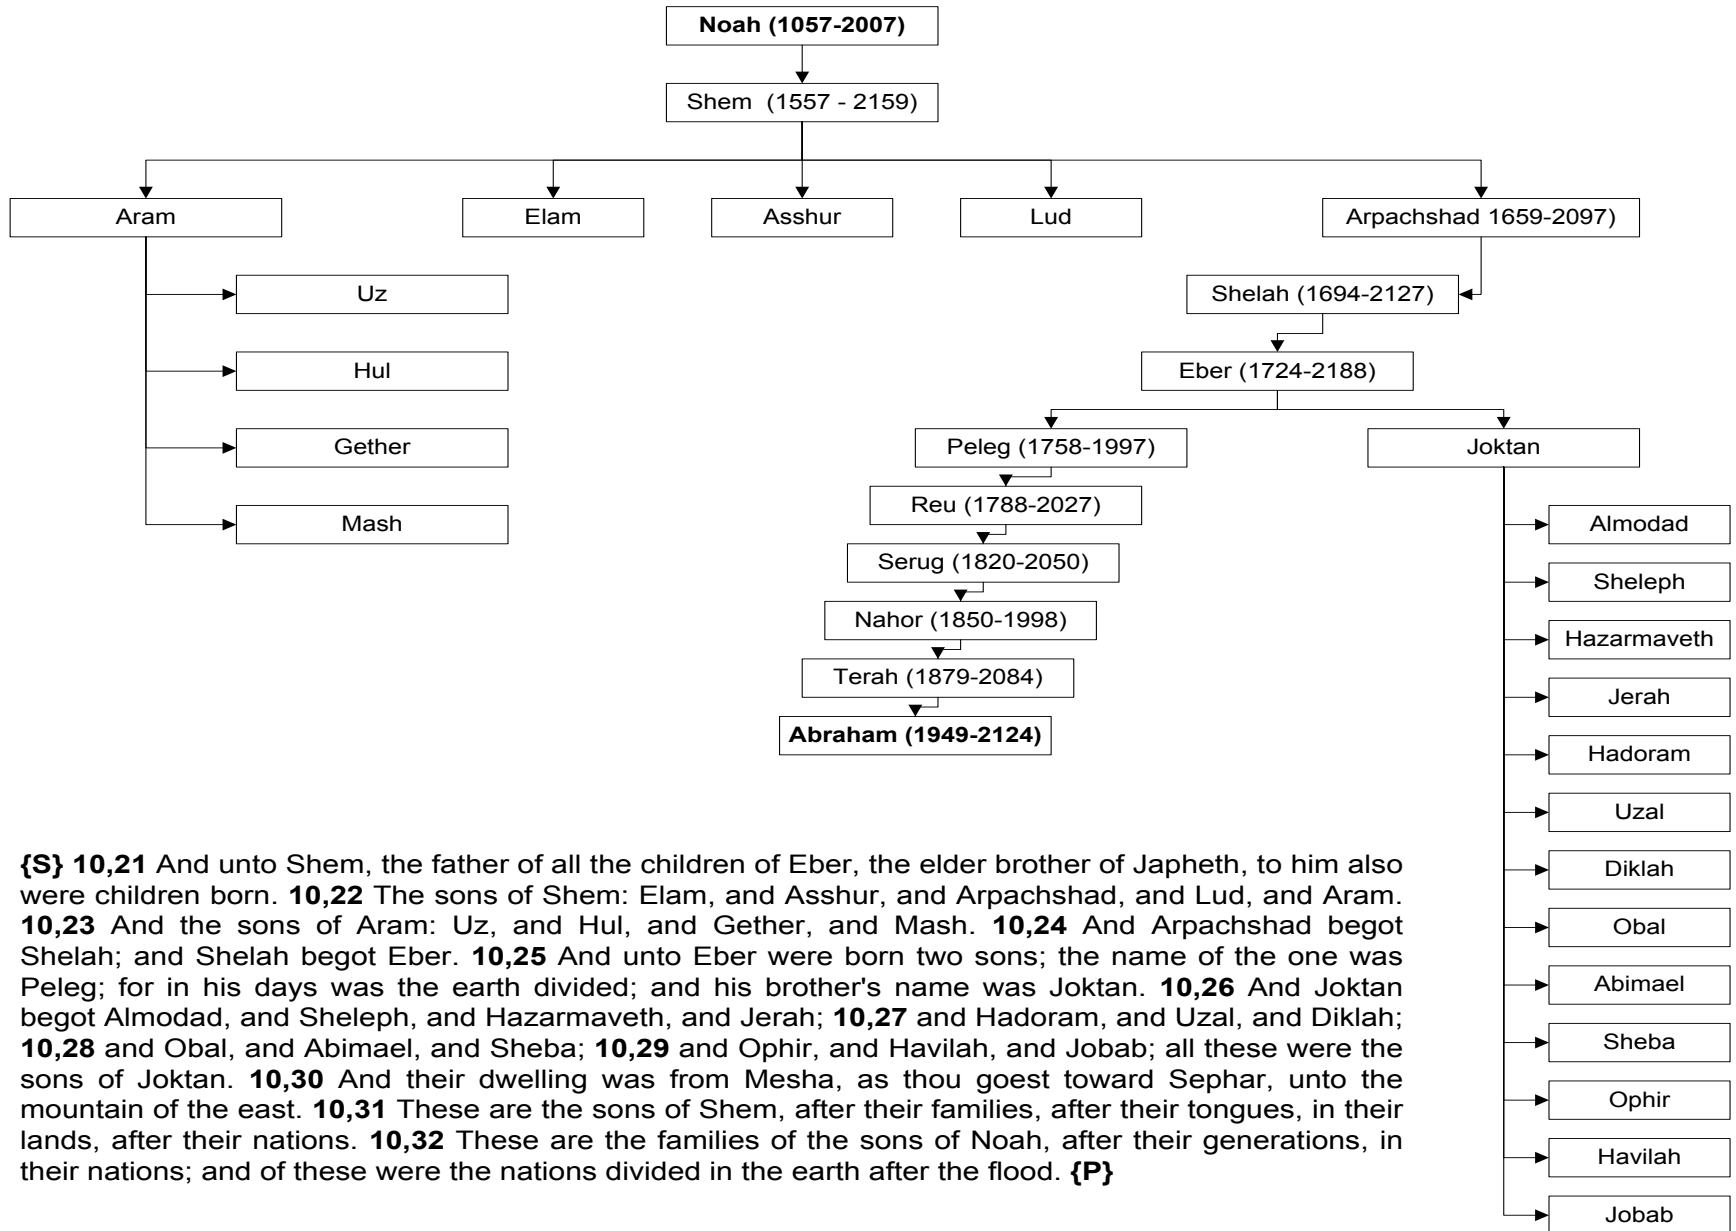 Noah (1057-2007)
Shem (1557 - 2159)
Aram
Elam
Asshur
Lud
Arpachshad 1659-2097)
Uz
Hul
Gether
Mash
Shelah (1694-2127)
Eber (1724-2188)
Peleg (1758-1997)
Joktan
Reu (1788-2027)
Serug (1820-2050)
Nahor (1850-1998)
Terah (1879-2084)
Abraham (1949-2124)
Almodad
Sheleph
Hazarmaveth
Jerah
Hadoram
Uzal
Diklah
Obal
Abimael
Sheba
Ophir
Havilah
Jobab
{S} 10,21 And unto Shem, the father of all the children of Eber, the elder brother of Japheth, to him also
were children born. 10,22 The sons of Shem: Elam, and Asshur, and Arpachshad, and Lud, and Aram.
10,23 And the sons of Aram: Uz, and Hul, and Gether, and Mash. 10,24 And Arpachshad begot
Shelah; and Shelah begot Eber. 10,25 And unto Eber were born two sons; the name of the one was
Peleg; for in his days was the earth divided; and his brother's name was Joktan. 10,26 And Joktan
begot Almodad, and Sheleph, and Hazarmaveth, and Jerah; 10,27 and Hadoram, and Uzal, and Diklah;
10,28 and Obal, and Abimael, and Sheba; 10,29 and Ophir, and Havilah, and Jobab; all these were the
sons of Joktan. 10,30 And their dwelling was from Mesha, as thou goest toward Sephar, unto the
mountain of the east. 10,31 These are the sons of Shem, after their families, after their tongues, in their
lands, after their nations. 10,32 These are the families of the sons of Noah, after their generations, in
their nations; and of these were the nations divided in the earth after the flood. {P}